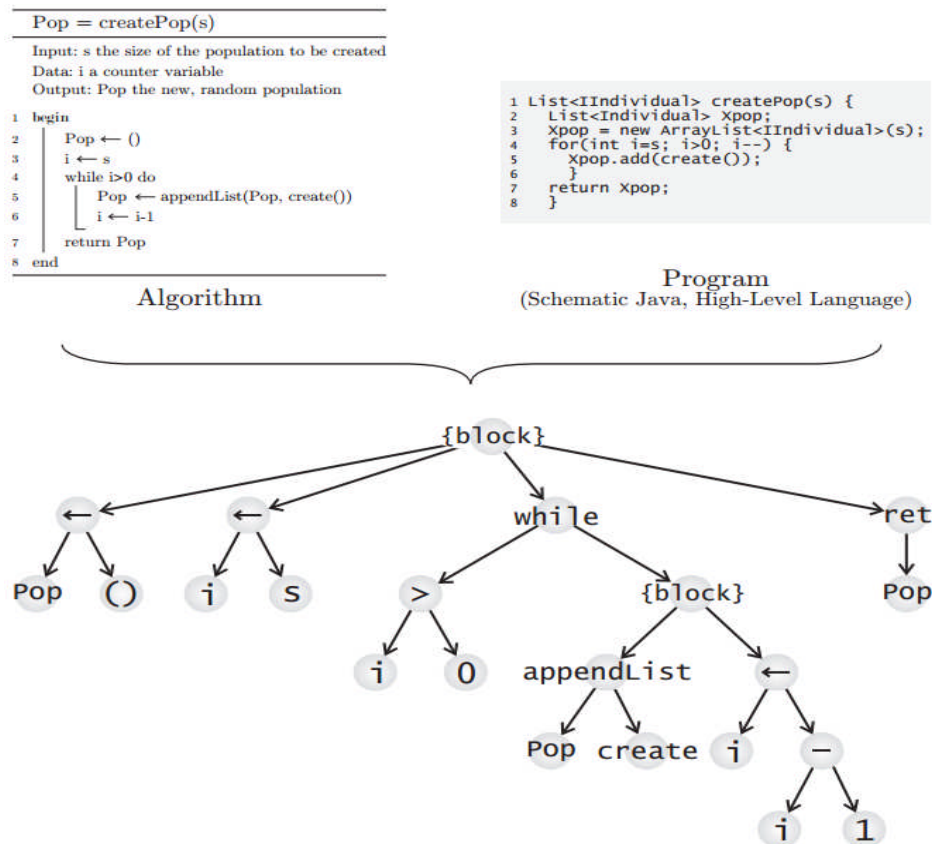 Pop = createPop(s)
Input: s the size of the population to be created
Data: i a counter variable
Output: Pop the new, random population
1 begin
2 Pop ← ()
3 i ← s
4 while i>0 do
5 Pop ← appendList(Pop, create())
6 i ← i-1
7 return Pop
8 end
Algorithm
1 List<IIndividual> createPop(s) {
2 List<Individual> Xpop;
3 Xpop = new ArrayList<IIndividual>(s);
4 for(int i=s; i>0; i--) {
5 Xpop.add(create());
6 }
7 return Xpop;
8 }
Program
(Schematic Java, High-Level Language)
{block}
← ← while ret
Pop () i s > {block} Pop
i 0 appendList ←
Pop create i −
i 1